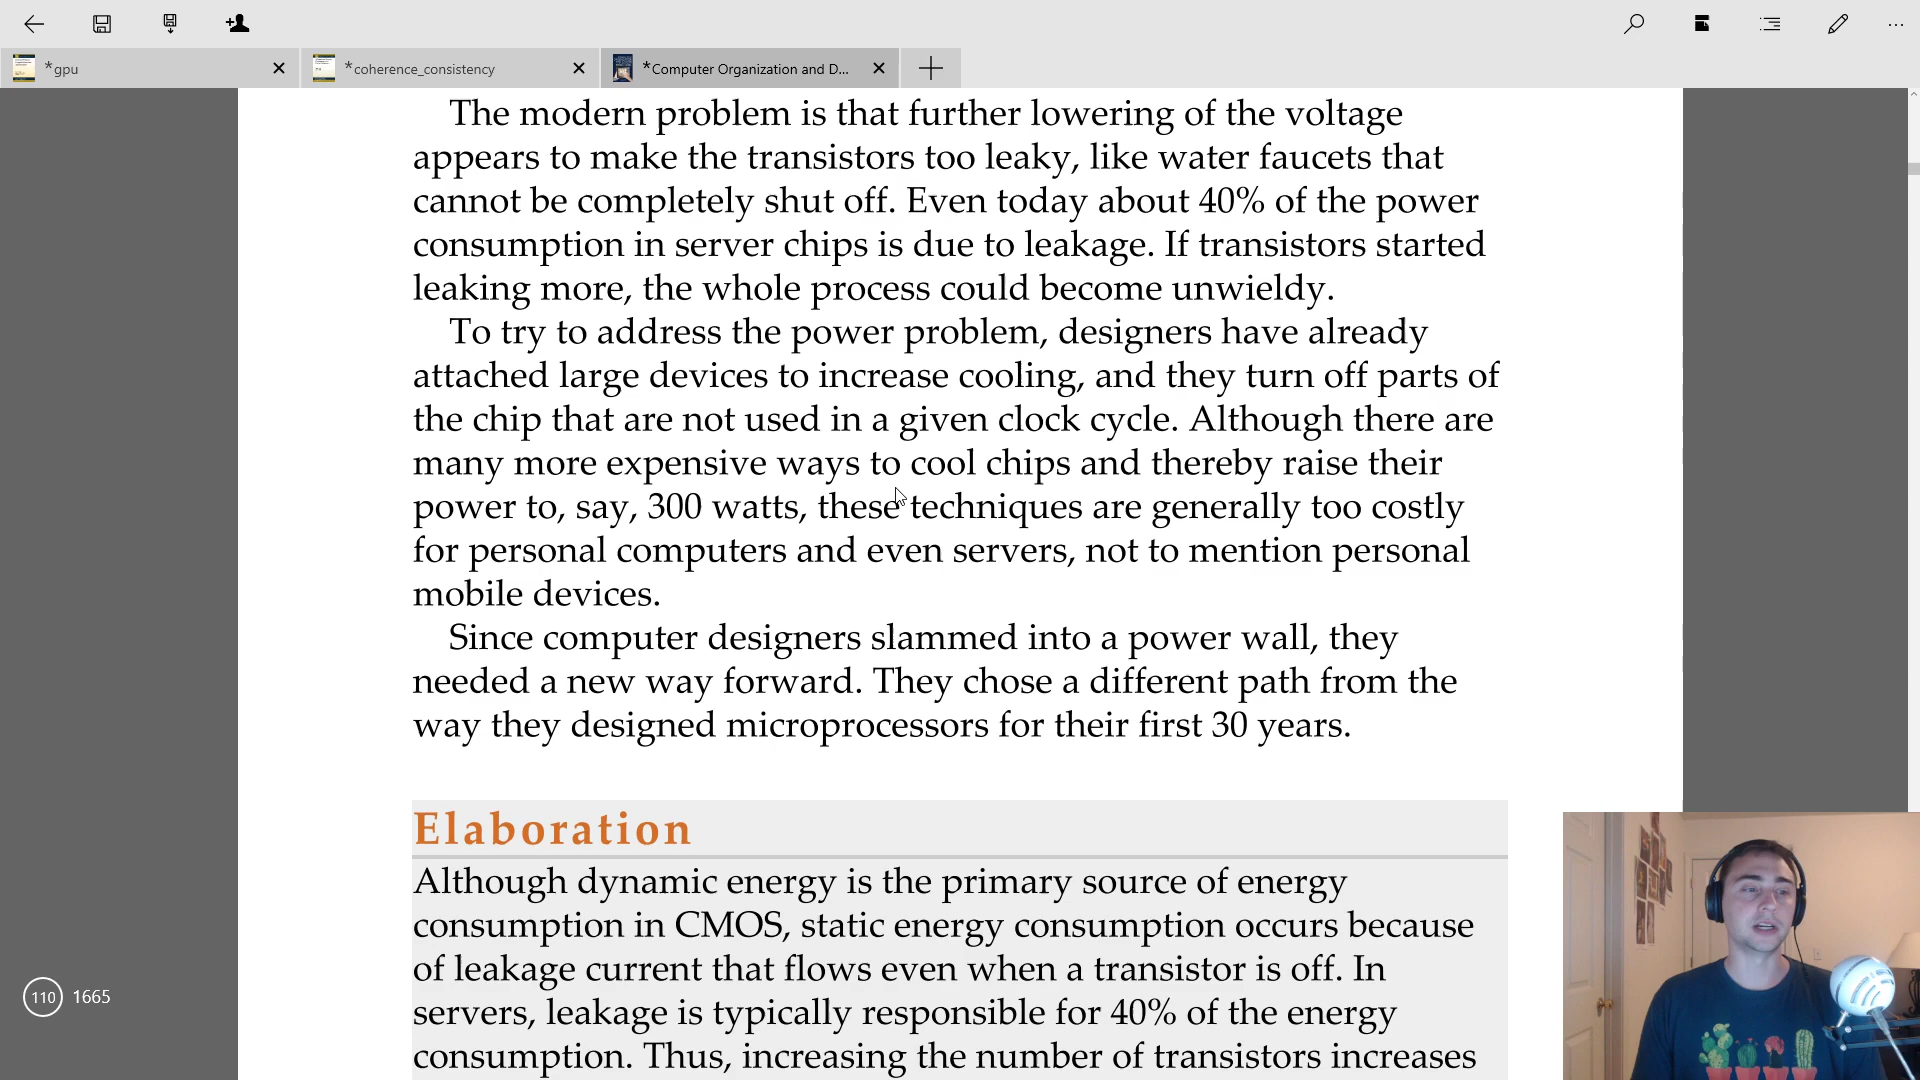 *gpu
*coherence_consistency
*Computer Organization and D...
The modern problem is that further lowering of the voltage
appears to make the transistors too leaky, like water faucets that
cannot be completely shut off. Even today about 40% of the power
consumption in server chips is due to leakage. If transistors started
leaking more, the whole process could become unwieldy.
To try to address the power problem, designers have already
attached large devices to increase cooling, and they turn off parts of
the chip that are not used in a given clock cycle. Although there are
many more expensive ways to cool chips and thereby raise their
power to, say, 300 watts, these techniques are generally too costly
for personal computers and even servers, not to mention personal
mobile devices.
Since computer designers slammed into a power wall, they
needed a new way forward. They chose a different path from the
way they designed microprocessors for their first 30 years.
Elaboration
Although dynamic energy is the primary source of energy
consumption in CMOS, static energy consumption occurs because
of leakage current that flows even when a transistor is off. In
servers, leakage is typically responsible for 40% of the energy
consumption. Thus, increasing the number of transistors increases
110 1665